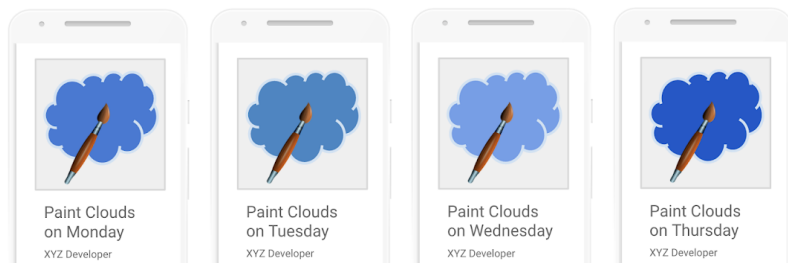 Paint Clouds
on Monday
XYZ Developer
Paint Clouds
on Tuesday
XYZ Developer
Paint Clouds
on Wednesday
XYZ Developer
Paint Clouds
on Thursday
XYZ Developer